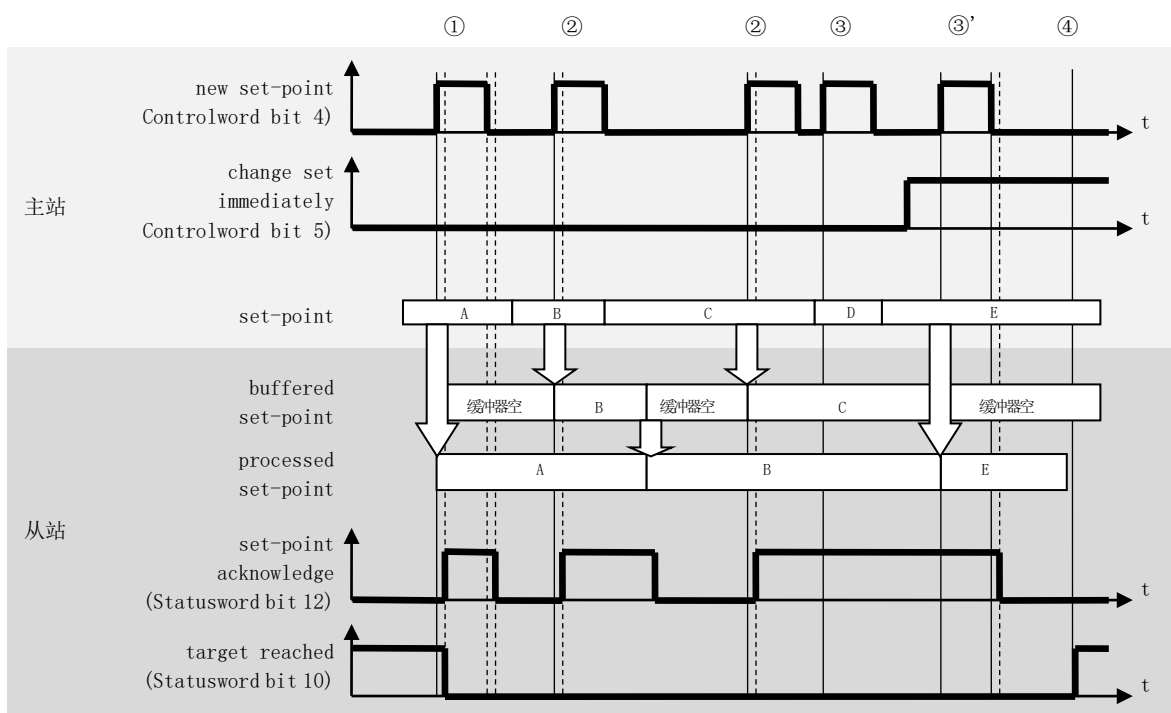 ① ② ② ③ ③’ ④
new set-point
Controlword bit 4)
t
change set
immediately
Controlword bit 5)
t
主站
set-point
A B C D E
buffered
set-point
缓冲器空 B 缓冲器空 C 缓冲器空
processed
set-point
A B E
从站
set-point
acknowledge
(Statusword bit 12)
t
target reached
(Statusword bit 10)
t